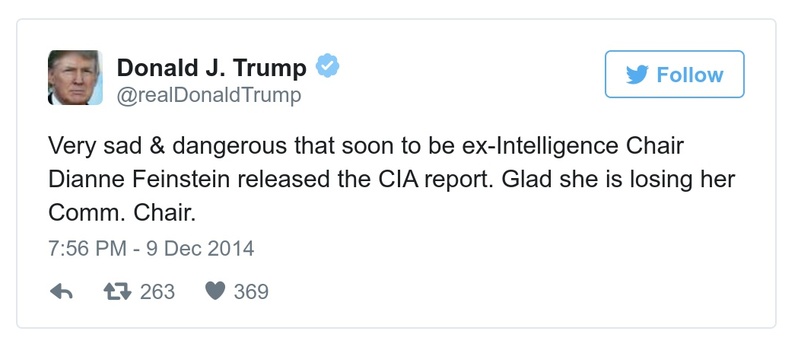 Donald J. Trump
Follow
@realDonaldTrump
Very sad & dangerous that soon to be ex-Intelligence Chair
Dianne Feinstein released the CIA report. Glad she is losing her
Comm. Chair.
7:56 PM - 9 Dec 2014
263 369